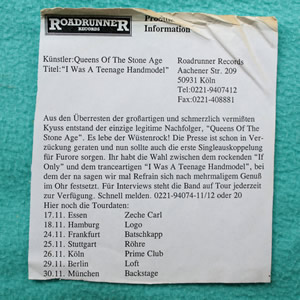 ROADRUNNER
RECORDS
Information
Künstler:Queens Of The Stone Age
Titel:"I Was A Teenage Handmodel"
Roadrunner Records
Aachener Str. 209
50931 Köln
Tel:0221-9407412
Fax:0221-408881
Aus den Überresten der großartigen und schmerzlich vermißten
Kyuss entstand der einzige legitime Nachfolger, "Queens Of The
Stone Age". Es lebe der Wüstenrock! Die Presse ist schon in Ver-
zückung geraten und nun sollte auch die erste Singleauskoppelung
für Furore sorgen. Ihr habt die Wahl zwischen dem rockenden "If
Only" und dem tranceartigen "I Was A Teenage Handmodel", bei
dem der na sagen wir mal Refrain sich nach mehrmaligem Genuß
im Ohr festsetzt. Für Interviews steht die Band auf Tour jederzeit
zur Verfügung. Schnell melden. 0221-94074-11/12 oder 20
Hier noch die Tourdaten:
17.11. Essen Zeche Carl
18.11. Hamburg Logo
24.11. Frankfurt Batschkapp
25.11. Stuttgart Röhre
26.11. Köln Prime Club
29.11. Berlin Loft
30.11. München Backstage